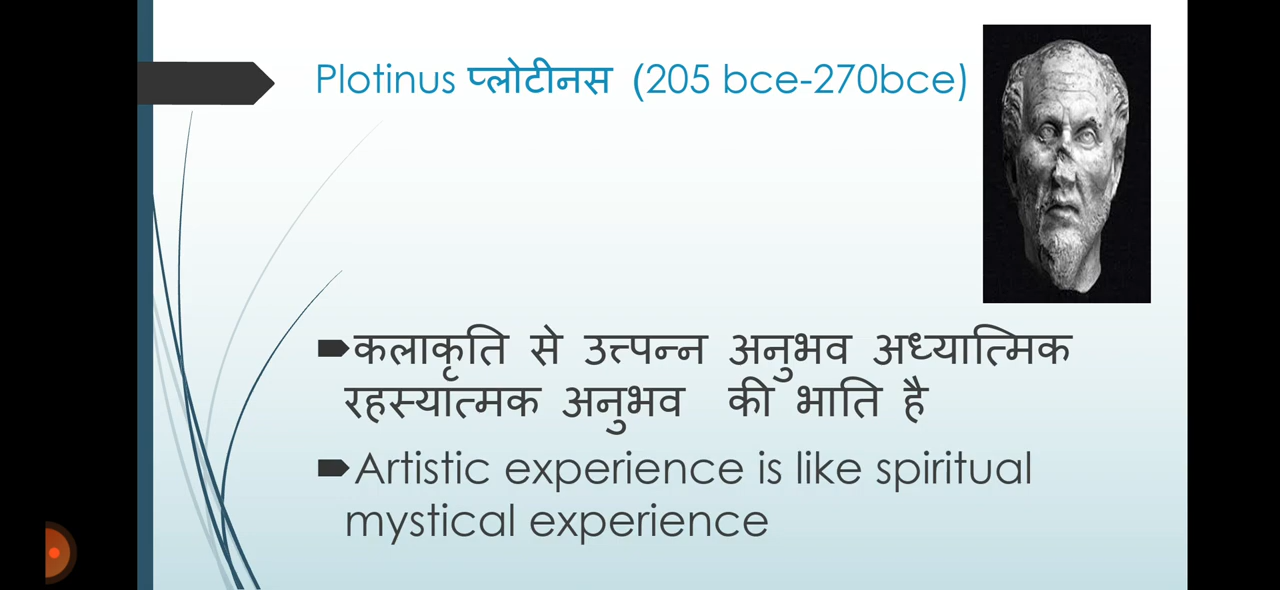 Plotinus प्लोटीनस (205 bce-270bce)
कलाकृति से उत्त्पन्न अनुभव अध्यात्मिक
रहस्यात्मक अनुभव की भाति है
Artistic experience is like spiritual
mystical experience